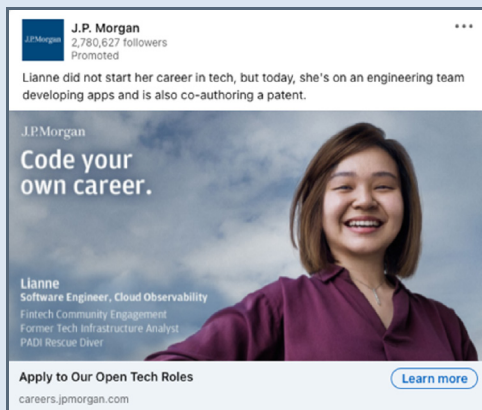 J.P.Morgan
J.P. Morgan
2,780,627 followers
Promoted
Lianne did not start her career in tech, but today, she's on an engineering team
developing apps and is also co-authoring a patent.
J.P.Morgan
Code your
own career.
Lianne
Software Engineer, Cloud Observability
Fintech Community Engagement
Former Tech Infrastructure Analyst
PADI Rescue Diver
Apply to Our Open Tech Roles
Learn more
careers.jpmorgan.com